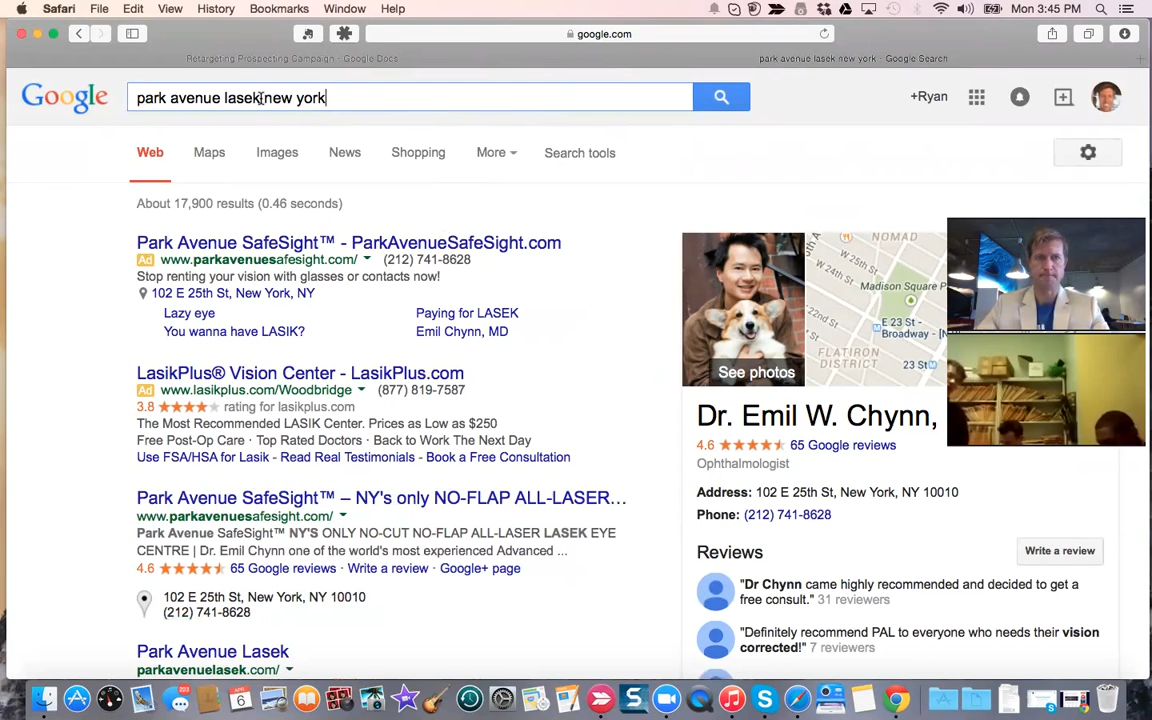 Safari File Edit View History Bookmarks Window Help Mon 3:45 PM
google.com
Retargeting Prospecting Campaign - Google Docs park avenue lasek new york - Google Search
Google park avenue lasek new york +Ryan
Web Maps Images News Shopping More Search tools
About 17,900 results (0.46 seconds)
Park Avenue SafeSight™ - ParkAvenueSafeSight.com
Ad www.parkavenuesafesight.com/ (212) 741-8628
Stop renting your vision with glasses or contacts now!
102 E 25th St, New York, NY
Lazy eye Paying for LASEK
You wanna have LASIK? Emil Chynn, MD
LasikPlus® Vision Center - LasikPlus.com
Ad www.lasikplus.com/Woodbridge (877) 819-7587
3.8 rating for lasikplus.com
The Most Recommended LASIK Center. Prices as Low as $250
Free Post-Op Care · Top Rated Doctors · Back to Work The Next Day
Use FSA/HSA for Lasik - Read Real Testimonials - Book a Free Consultation
Park Avenue SafeSight™ – NY's only NO-FLAP ALL-LASER...
www.parkavenuesafesight.com/
Park Avenue SafeSight™ NY'S ONLY NO-CUT NO-FLAP ALL-LASER LASEK EYE
CENTRE | Dr. Emil Chynn one of the world's most experienced Advanced ...
4.6 65 Google reviews · Write a review · Google+ page
102 E 25th St, New York, NY 10010
(212) 741-8628
Park Avenue Lasek
parkavenuelasek.com/
See photos
NOMAD
W 25th St
W 24th St
Madison Square P
22nd St
E 23 St -
Broadway - [N
FLATIRON
DISTRICT
23 St
Dr. Emil W. Chynn,
4.6 65 Google reviews
Ophthalmologist
Address: 102 E 25th St, New York, NY 10010
Phone: (212) 741-8628
Reviews Write a review
"Dr Chynn came highly recommended and decided to get a
free consult." 31 reviewers
"Definitely recommend PAL to everyone who needs their vision
corrected!" 7 reviewers
203
6